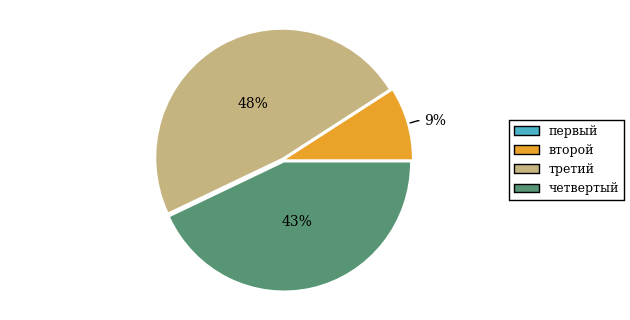 48%
9%
43%
первый
второй
третий
четвертый